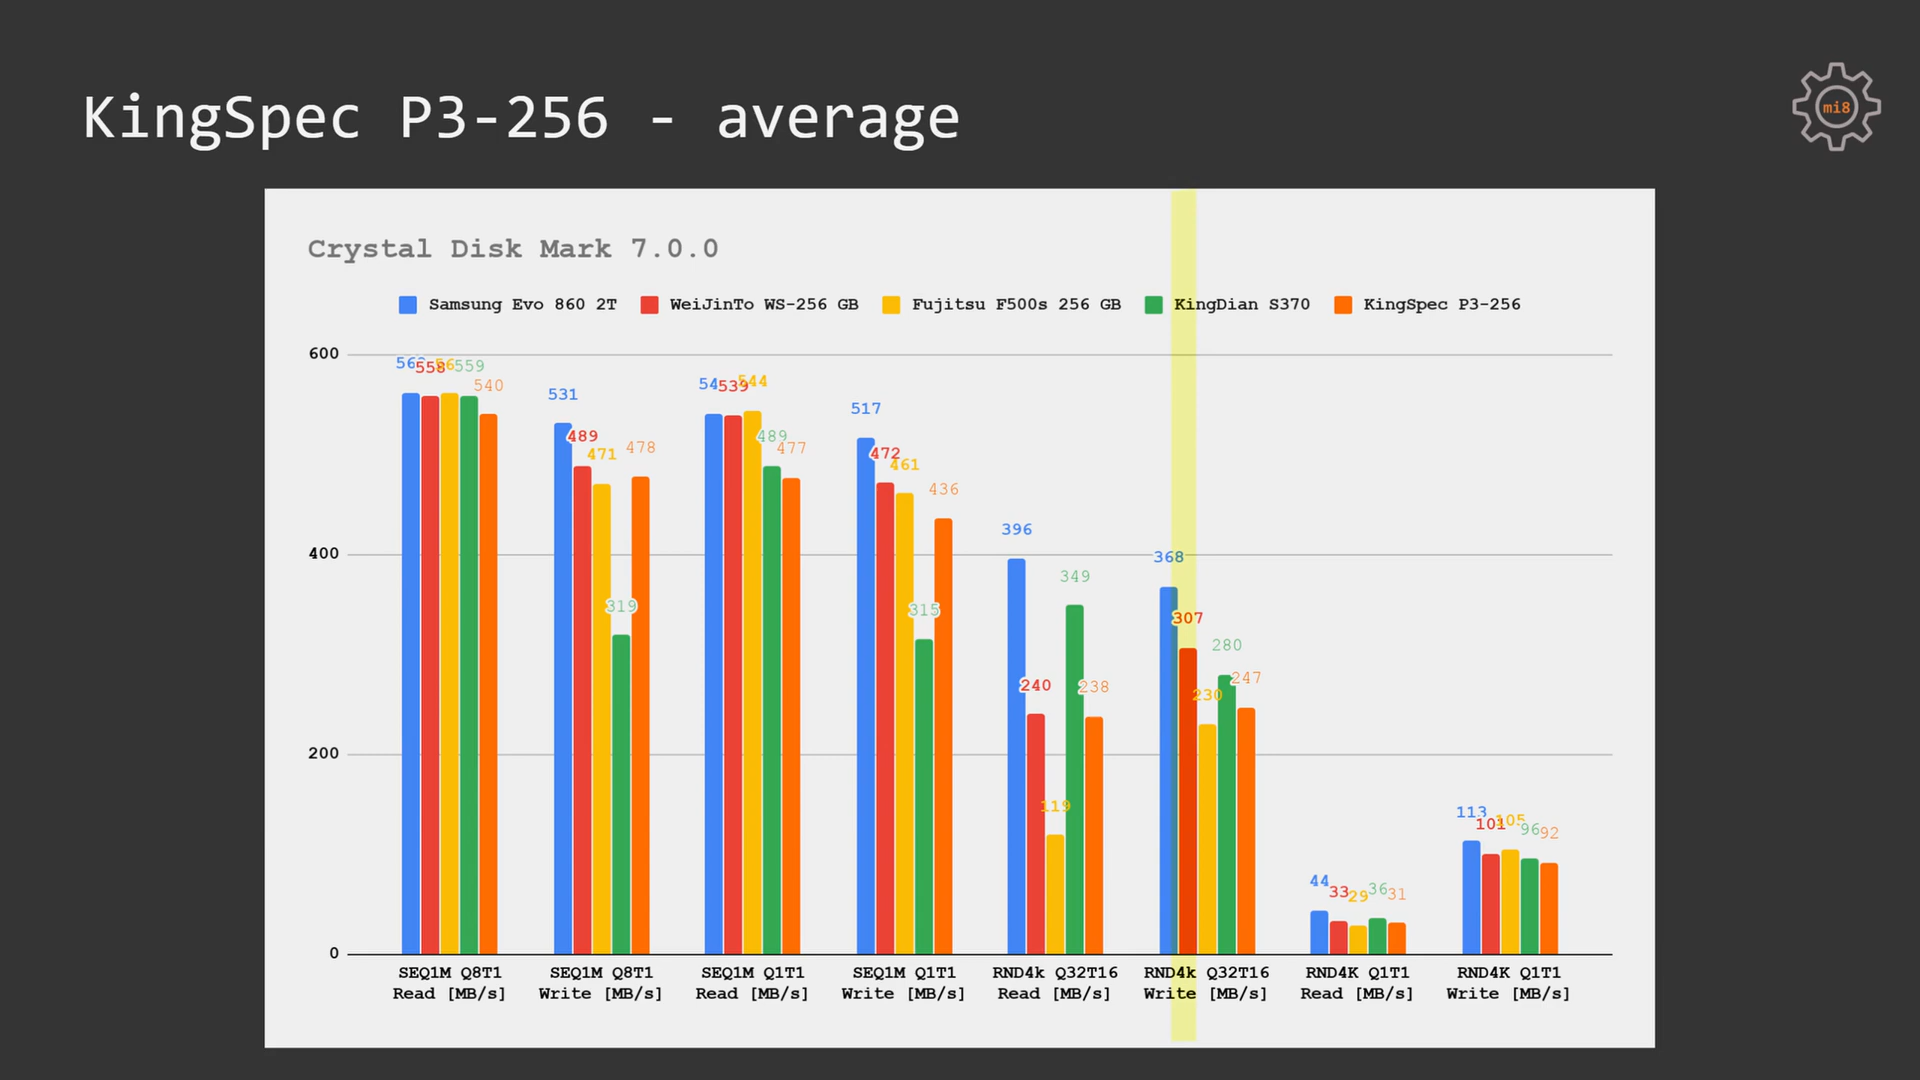 KingSpec P3-256 - average
mi8
Crystal Disk Mark 7.0.0
Samsung Evo 860 2T WeiJinTo WS-256 GB Fujitsu F500s 256 GB KingDian S370 KingSpec P3-256
600
558 559
540
531
489 471 478
319
539 544
489 477
517
472 461 436
315
400
396
240
119
349
238
368
307
230
280
247
200
44 33 29 36 31
113 101 105 96 92
0
SEQ1M Q8T1 SEQ1M Q8T1 SEQ1M Q1T1 SEQ1M Q1T1 RND4k Q32T16 RND4k Q32T16 RND4K Q1T1 RND4K Q1T1
Read [MB/s] Write [MB/s] Read [MB/s] Write [MB/s] Read [MB/s] Write [MB/s] Read [MB/s] Write [MB/s]